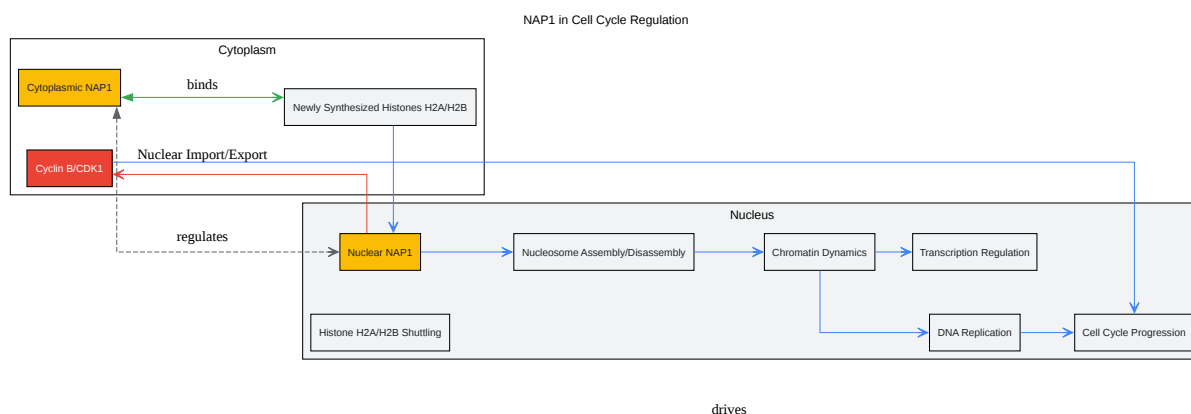 NAP1 in Cell Cycle Regulation
Cytoplasm
Cytoplasmic NAP1
binds
Newly Synthesized Histones H2A/H2B
Cyclin B/CDK1
Nuclear Import/Export
Nucleus
regulates
Nuclear NAP1
Nucleosome Assembly/Disassembly
Chromatin Dynamics
Transcription Regulation
Histone H2A/H2B Shuttling
DNA Replication
Cell Cycle Progression
drives